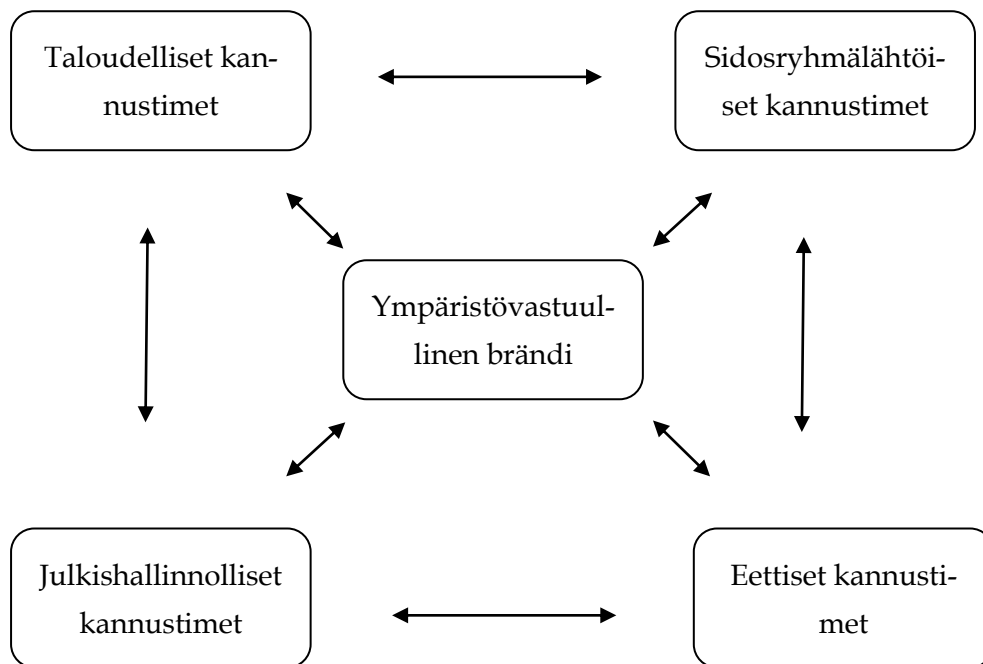 Taloudelliset kan-
nustimet
Sidosryhmälähtöi-
set kannustimet
Ympäristövastuul-
linen brändi
Julkishallinnolliset
kannustimet
Eettiset kannusti-
met